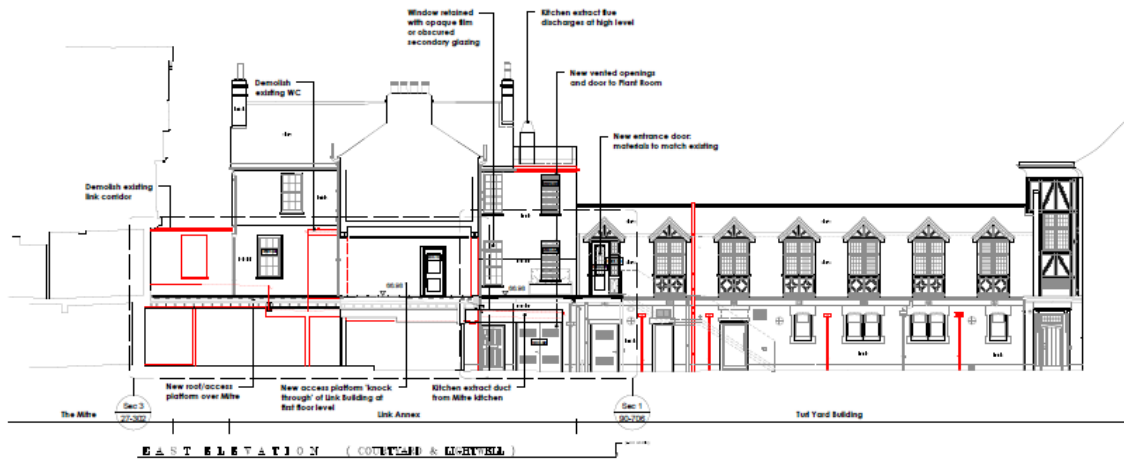 Window retained
with opaque film
or obscured
secondary glazing
Kitchen extract flue
discharges at high level
Demolish
existing WC
New vented openings
and door to Plant Room
New entrance door:
materials to match existing
Demolish existing
link corridor
New roof/access
platform over Mitre
New access platform 'knock
through' of Link Building at
first floor level
Kitchen extract duct
from Mitre kitchen
Sec 3
27-302
Sec 1
90-706
The Mitre
Link Annex
Turl Yard Building
EAST ELEVATION (COURTYARD & LIGHTWELL)